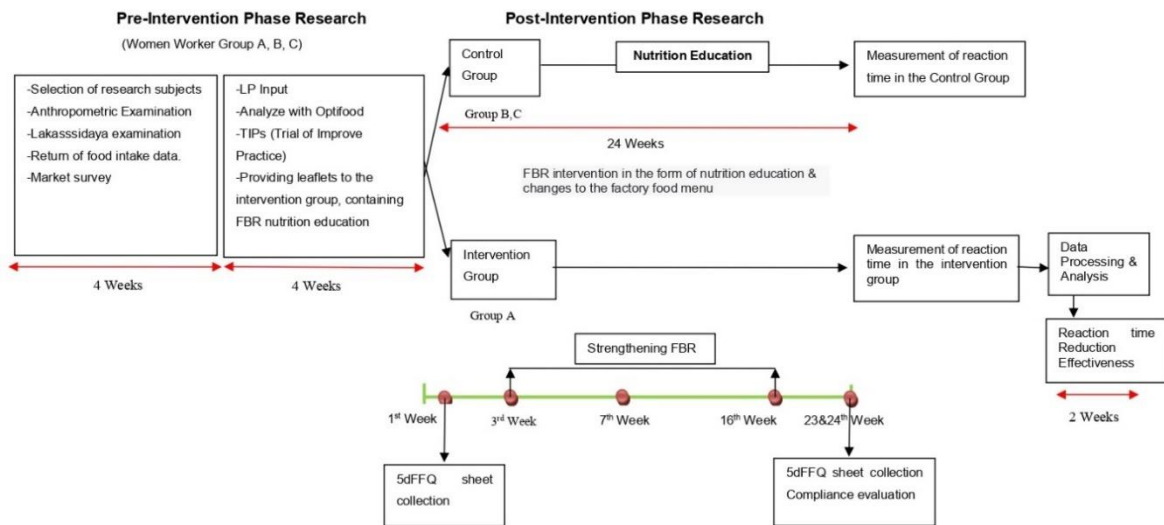 Pre-Intervention Phase Research
(Women Worker Group A, B, C)
-Selection of research subjects
-Anthropometric Examination
-Lakasssidaya examination
-Return of food intake data.
-Market survey
4 Weeks
-LP Input
-Analyze with Optifood
-TIPs (Trial of Improve
Practice)
-Providing leaflets to the
intervention group, containing
FBR nutrition education
4 Weeks
Post-Intervention Phase Research
Control
Group
Group B,C
Nutrition Education
Measurement of reaction
time in the Control Group
24 Weeks
FBR intervention in the form of nutrition education &
changes to the factory food menu
Intervention
Group
Group A
Measurement of reaction
time in the intervention
group
Data
Processing &
Analysis
Reaction time
Reduction
Effectiveness
2 Weeks
Strengthening FBR
1st Week
3rd Week
7th Week
16th Week
23&24th Week
5dFFQ sheet
collection
5dFFQ sheet collection
Compliance evaluation